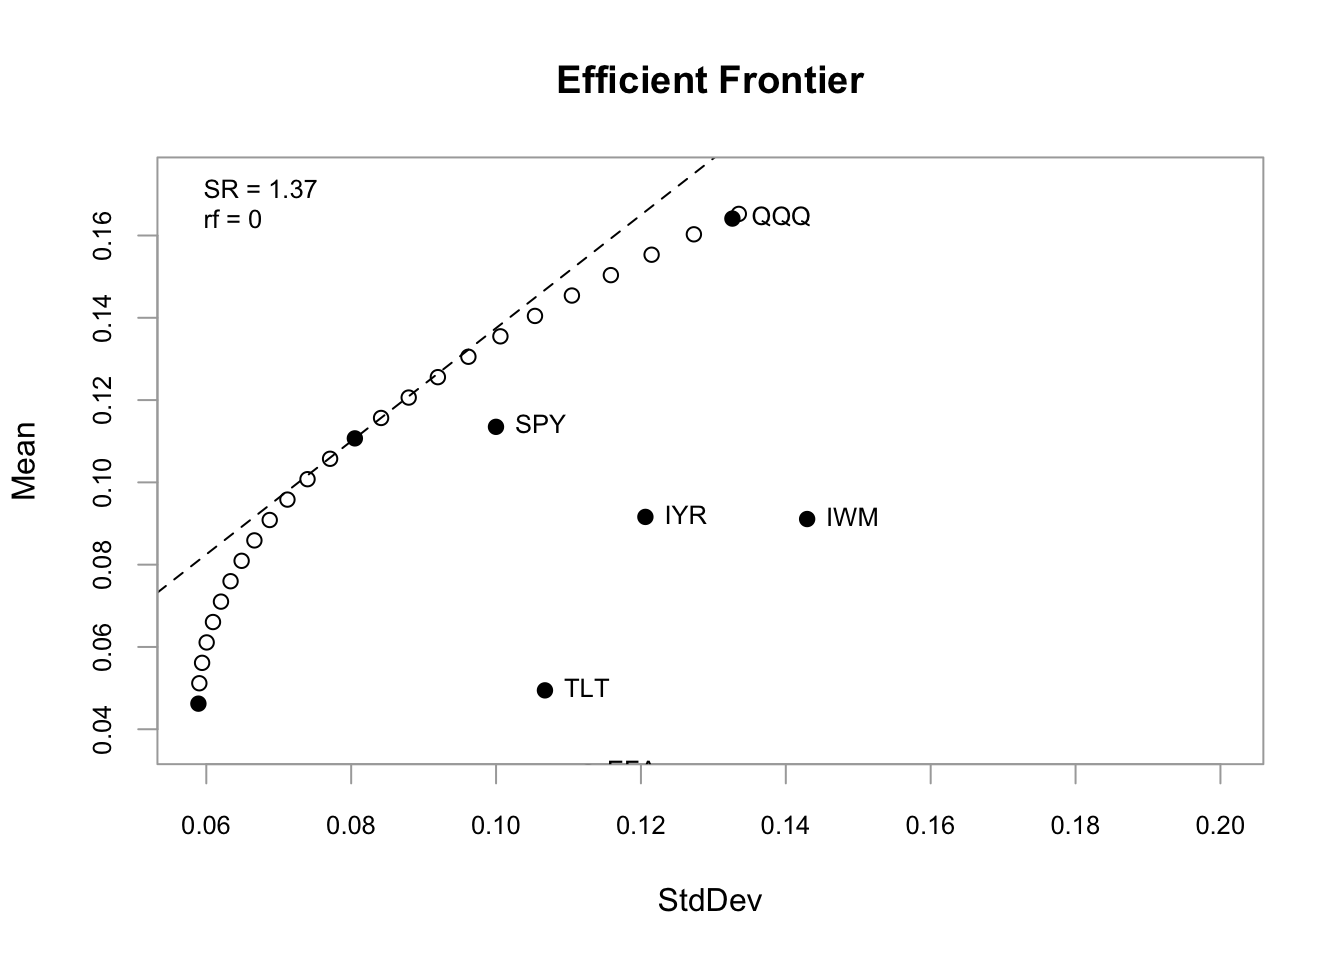 Efficient Frontier
SR = 1.37
rf = 0
QQQ
SPY
IYR
IWM
TLT
Mean
0.16
0.14
0.12
0.10
0.08
0.06
0.04
0.06 0.08 0.10 0.12 0.14 0.16 0.18 0.20
StdDev